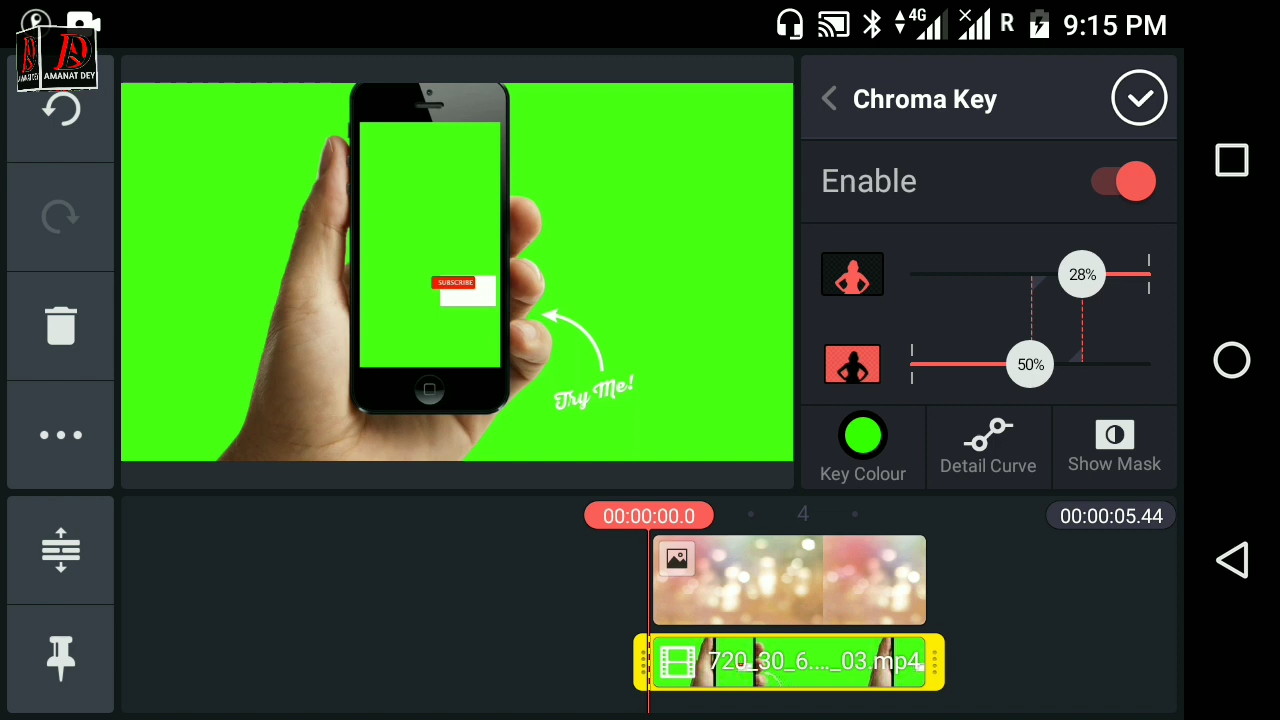 4G
R
9:15 PM
AMANAT DEY
Chroma Key
Enable
28%
50%
SUBSCRIBE
Try Me!
Key Colour
Detail Curve
Show Mask
00:00:00.0
4
00:00:05.44
720_30_6...._03.mp4